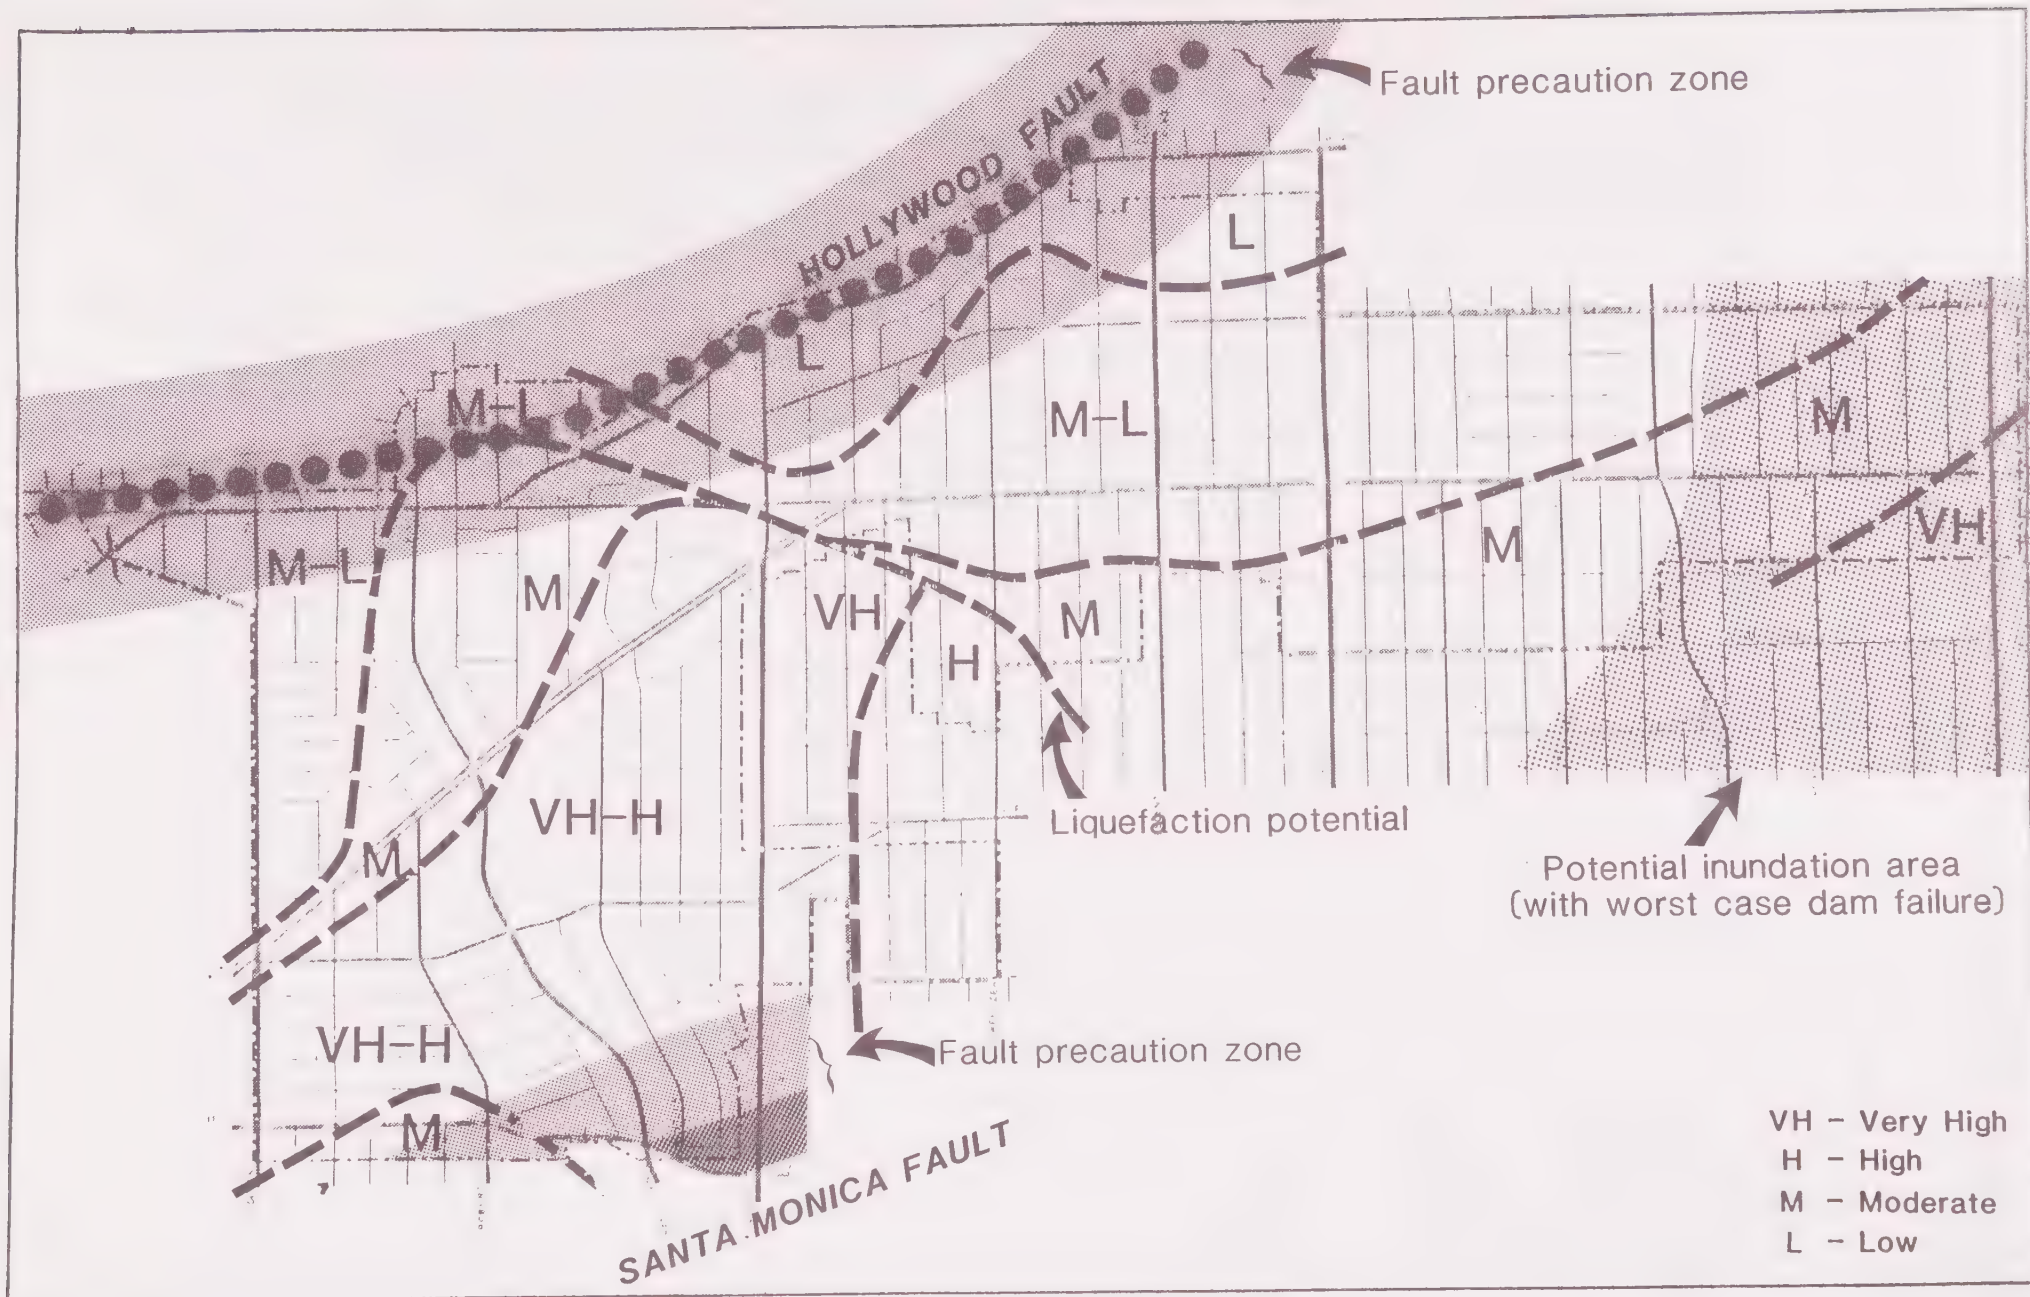 Fault precaution zone
HOLLYWOOD FAULT
L
L
M-L
M-L
M
M-L
M
VH
M
M
VH
M
H
VH-H
Liquefaction potential
M
Potential inundation area
(with worst case dam failure)
VH-H
Fault precaution zone
M
SANTA MONICA FAULT
VH - Very High
H - High
M - Moderate
L - Low